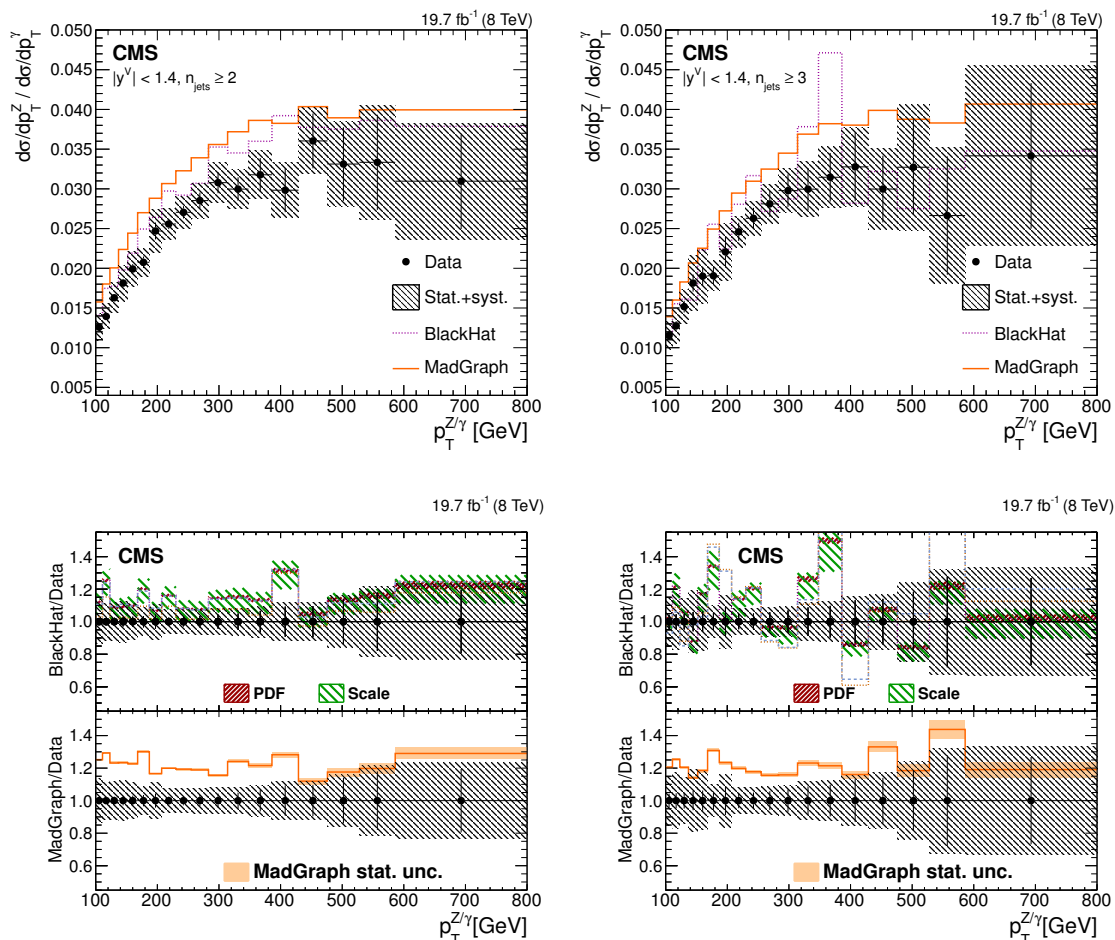 19.7 fb⁻¹ (8 TeV)
CMS
|y^V| < 1.4, n_jets ≥ 2
dσ/dp_T^Z / dσ/dp_T^γ
0.050
0.045
0.040
0.035
0.030
0.025
0.020
0.015
0.010
0.005
Data
Stat.+syst.
BlackHat
MadGraph
100 200 300 400 500 600 700 800
p_T^{Z/γ} [GeV]
19.7 fb⁻¹ (8 TeV)
CMS
|y^V| < 1.4, n_jets ≥ 3
dσ/dp_T^Z / dσ/dp_T^γ
0.050
0.045
0.040
0.035
0.030
0.025
0.020
0.015
0.010
0.005
Data
Stat.+syst.
BlackHat
MadGraph
100 200 300 400 500 600 700 800
p_T^{Z/γ} [GeV]
19.7 fb⁻¹ (8 TeV)
CMS
BlackHat/Data
1.4
1.2
1.0
0.8
0.6
PDF
Scale
MadGraph/Data
1.4
1.2
1.0
0.8
0.6
MadGraph stat. unc.
100 200 300 400 500 600 700 800
p_T^{Z/γ} [GeV]
19.7 fb⁻¹ (8 TeV)
CMS
BlackHat/Data
1.4
1.2
1.0
0.8
0.6
PDF
Scale
MadGraph/Data
1.4
1.2
1.0
0.8
0.6
MadGraph stat. unc.
100 200 300 400 500 600 700 800
p_T^{Z/γ} [GeV]